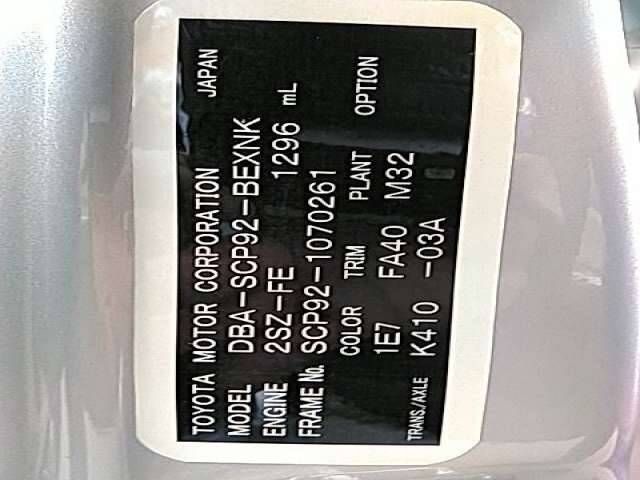 TOYOTA MOTOR CORPORATION JAPAN
MODEL DBA-SCP92-BEXNK
ENGINE 2SZ-FE 1296 mL
FRAME No. SCP92-1070261
COLOR TRIM PLANT OPTION
1E7 FA40 M32
TRANS./AXLE K410 -03A